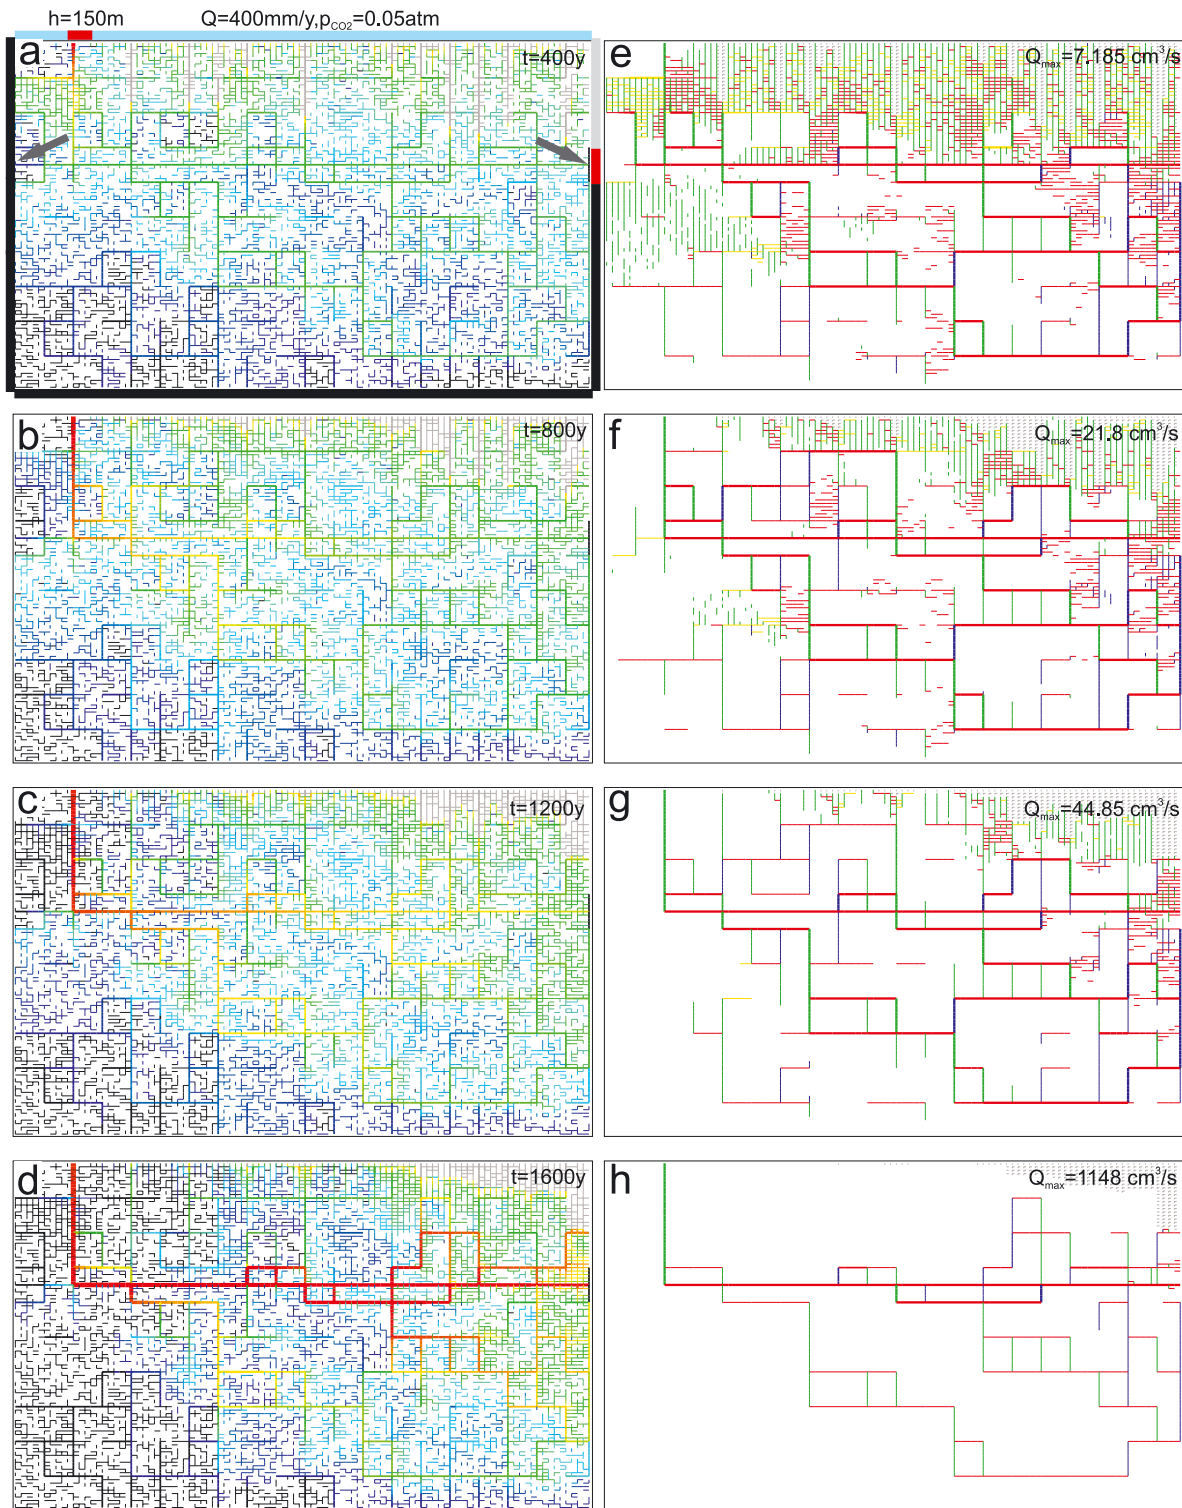 h=150m Q=400mm/y,pCO2=0.05atm
a t=400y
e Qmax=7.185 cm³/s
b t=800y
f Qmax=21.8 cm³/s
c t=1200y
g Qmax=44.85 cm³/s
d t=1600y
h Qmax=1148 cm³/s